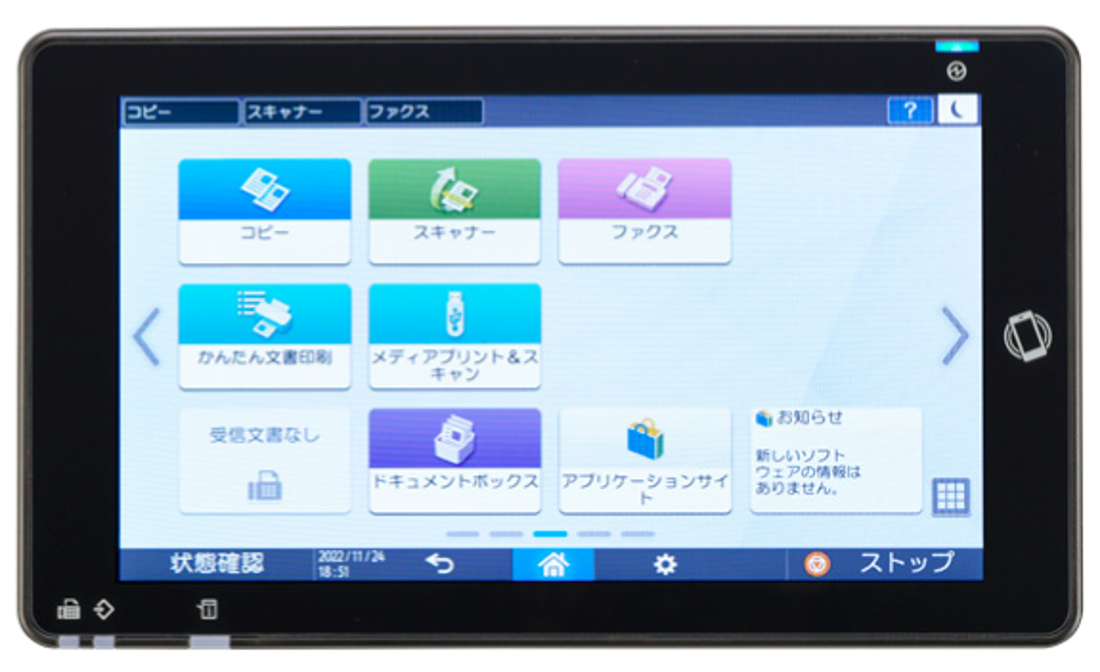 コピー
スキャナー
ファクス
?
コピー
スキャナー
ファクス
かんたん文書印刷
メディアプリント&ス
キャン
受信文書なし
ドキュメントボックス
アプリケーションサイ
ト
お知らせ
新しいソフト
ウェアの情報は
ありません。
状態確認
2022/11/24
18:51
ストップ